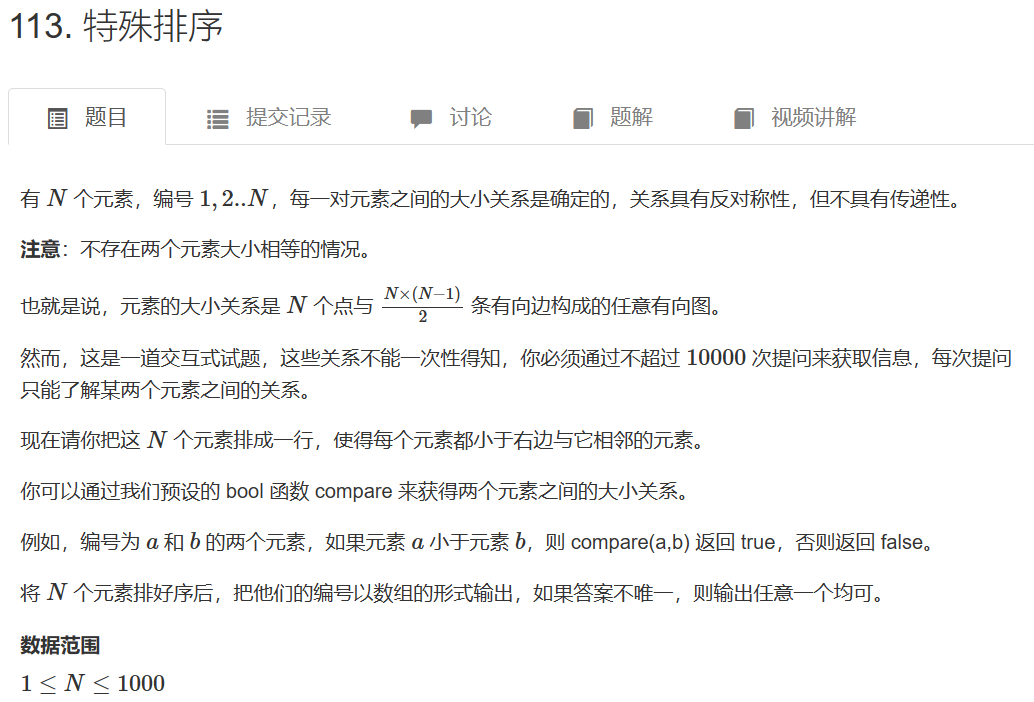 113. 特殊排序
题目 提交记录 讨论 题解 视频讲解
有 N 个元素，编号 1,2..N，每一对元素之间的大小关系是确定的，关系具有反对称性，但不具有传递性。
注意：不存在两个元素大小相等的情况。
也就是说，元素的大小关系是 N 个点与 N×(N−1)/2 条有向边构成的任意有向图。
然而，这是一道交互式试题，这些关系不能一次性得知，你必须通过不超过 10000 次提问来获取信息，每次提问
只能了解某两个元素之间的关系。
现在请你把这 N 个元素排成一行，使得每个元素都小于右边与它相邻的元素。
你可以通过我们预设的 bool 函数 compare 来获得两个元素之间的大小关系。
例如，编号为 a 和 b 的两个元素，如果元素 a 小于元素 b，则 compare(a,b) 返回 true，否则返回 false。
将 N 个元素排好序后，把他们的编号以数组的形式输出，如果答案不唯一，则输出任意一个均可。
数据范围
1 ≤ N ≤ 1000